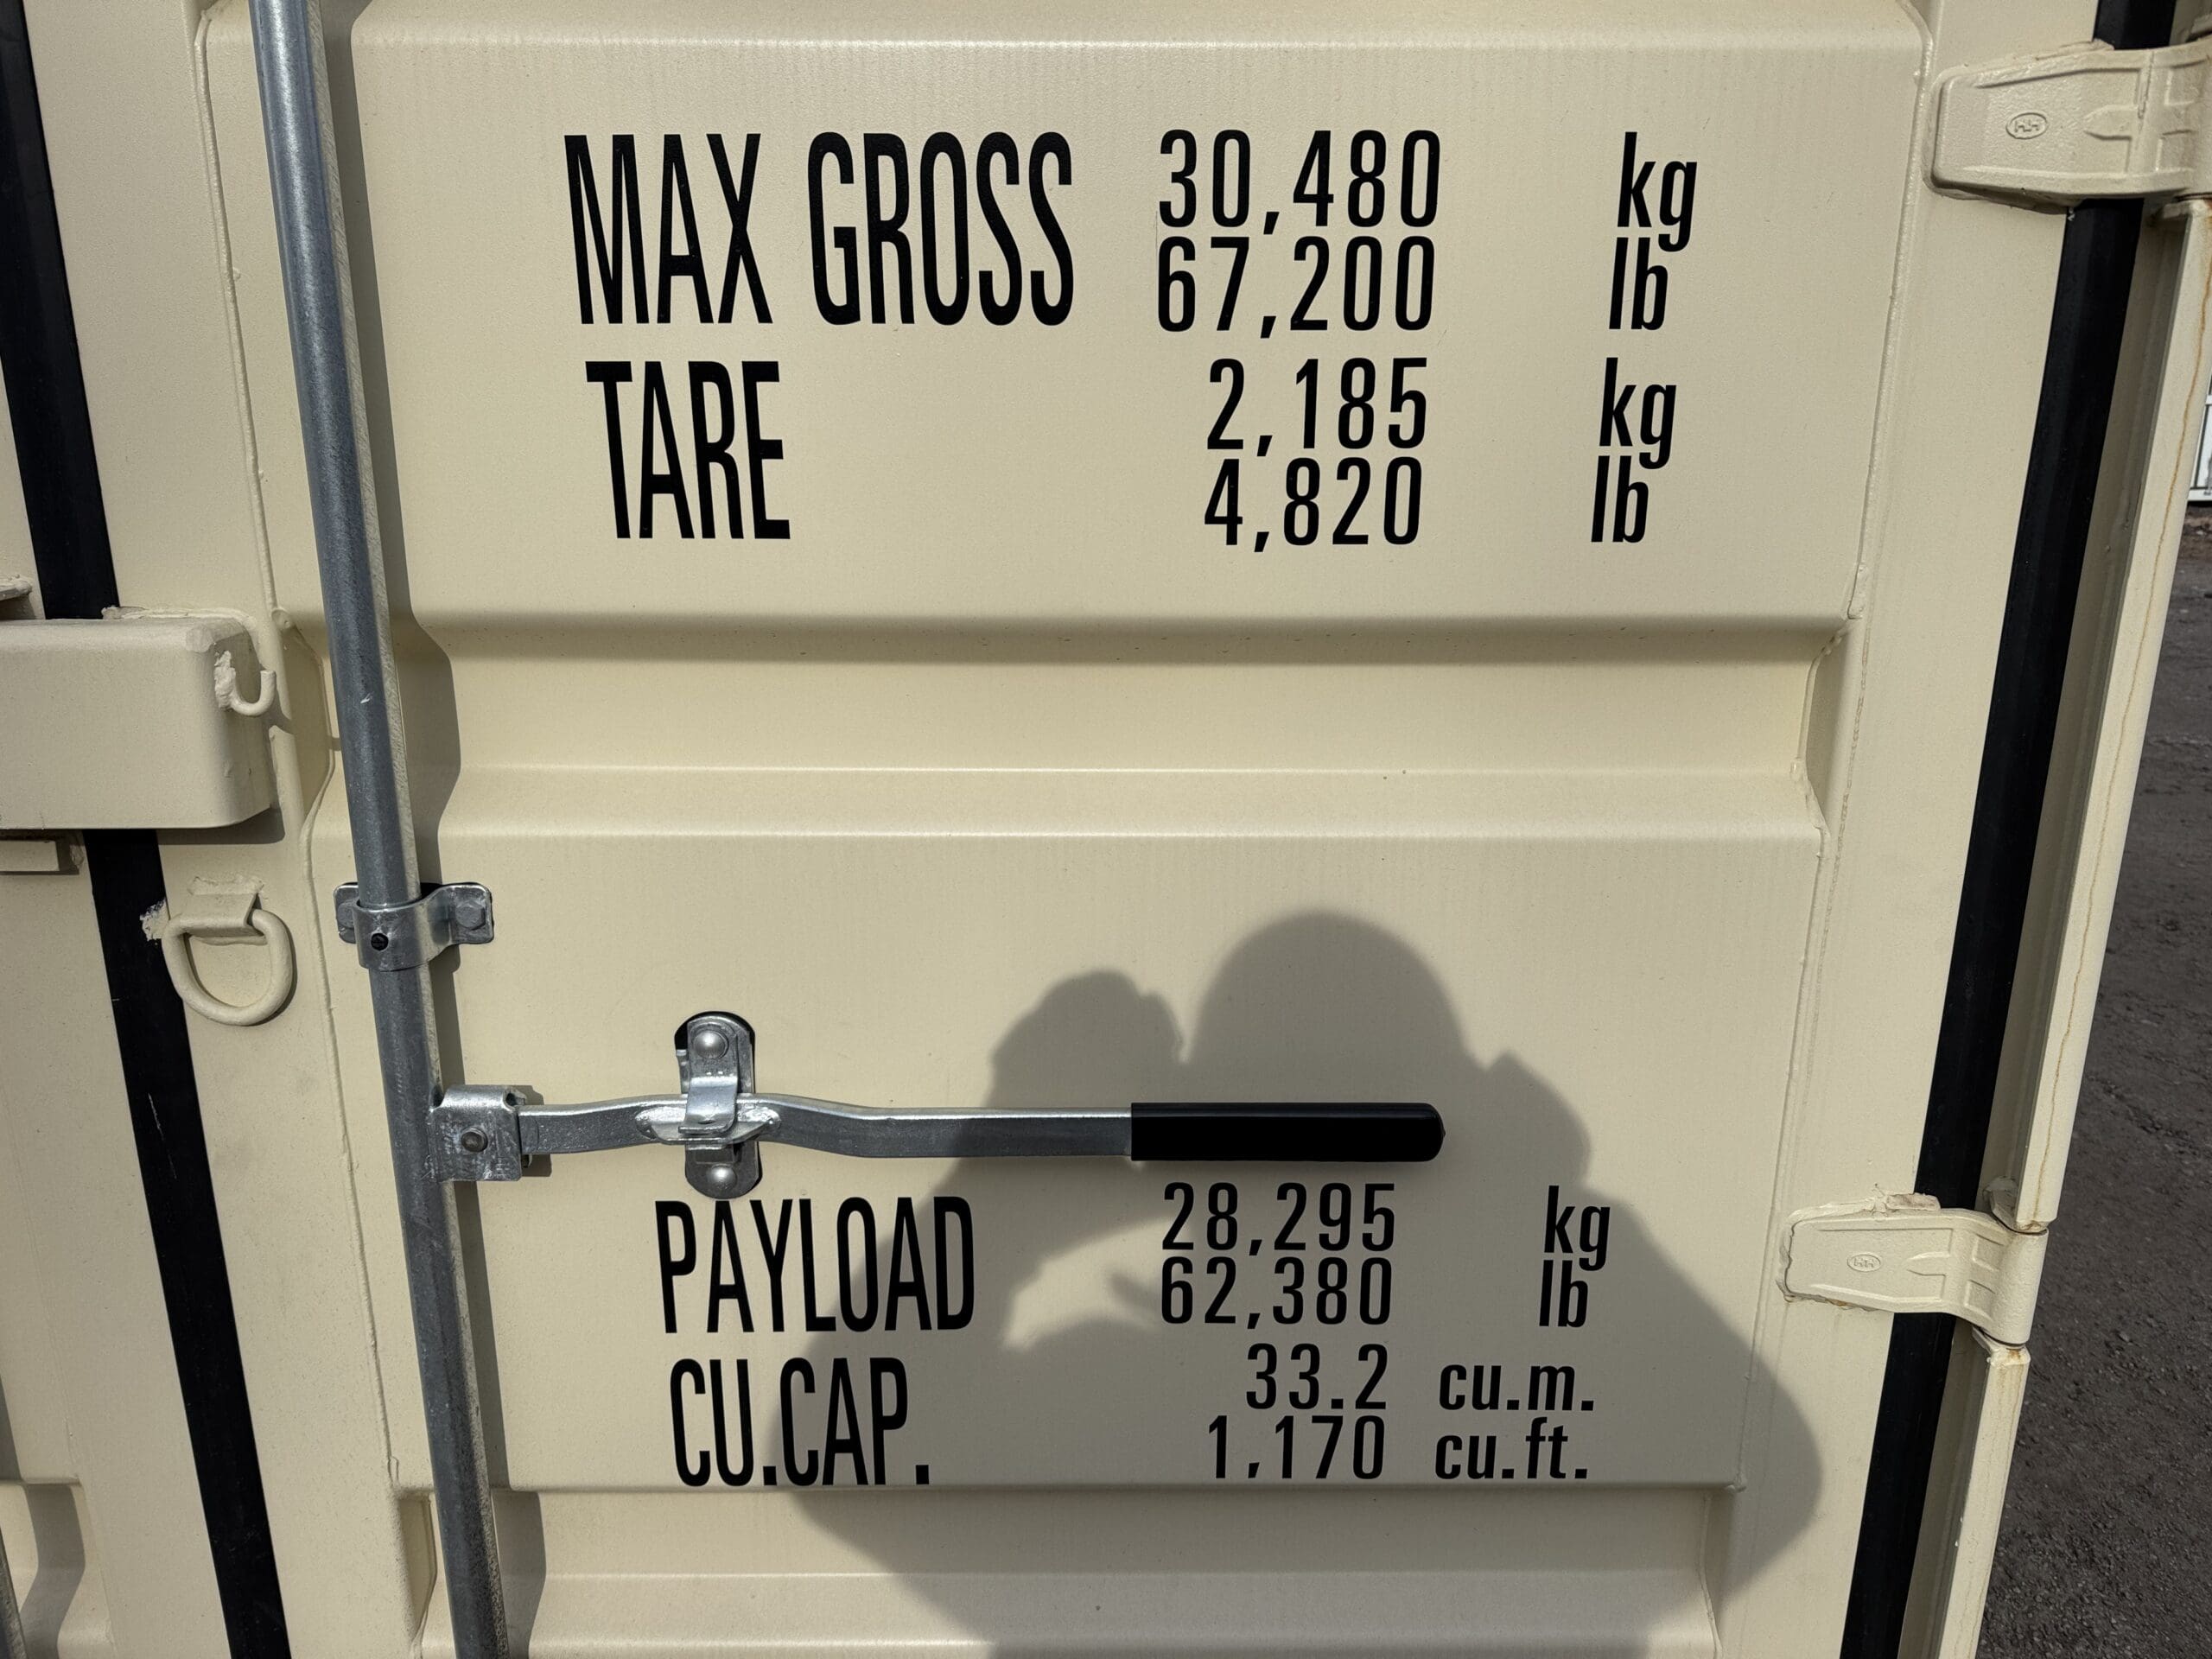 MAX GROSS 30,480 kg
67,200 lb
TARE 2,185 kg
4,820 lb
PAYLOAD 28,295 kg
62,380 lb
CU.CAP. 33.2 cu.m.
1,170 cu.ft.